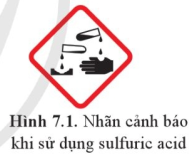 Hình 7.1. Nhãn cảnh báo
khi sử dụng sulfuric acid